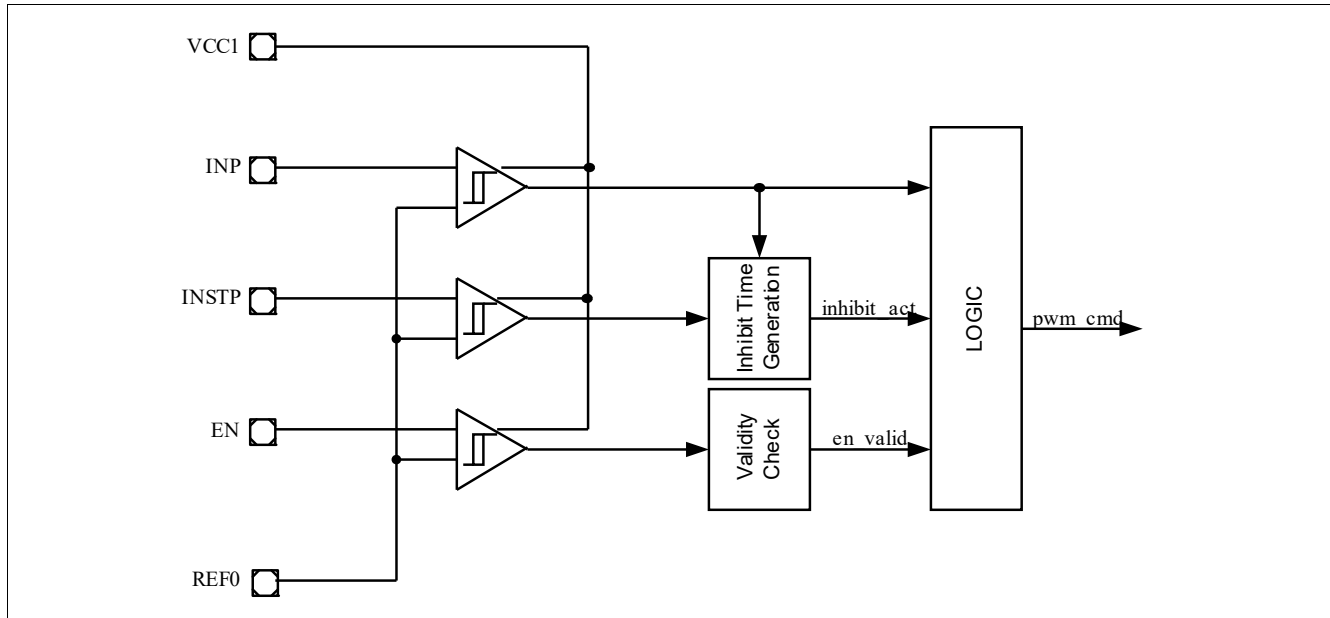 VCC1
INP
INSTP
EN
REF0
Inhibit Time
Generation
inhibit_act
Validity
Check
en_valid
LOGIC
pwm_cmd